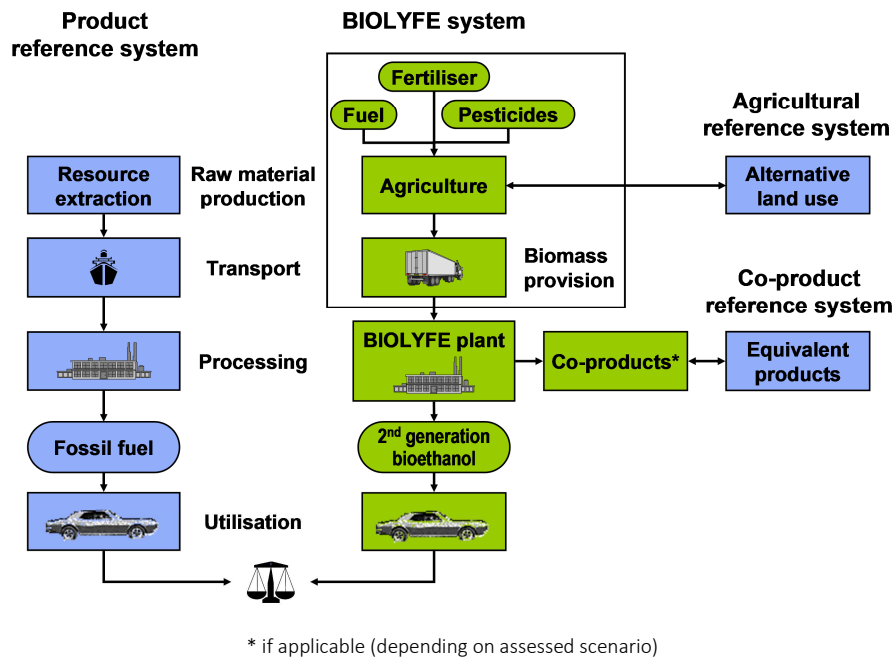 Product
reference system
BIOLYFE system
Fertiliser
Fuel
Pesticides
Agricultural
reference system
Resource
extraction
Raw material
production
Agriculture
Alternative
land use
Transport
Biomass
provision
Co-product
reference system
Processing
BIOLYFE plant
Co-products*
Equivalent
products
Fossil fuel
2nd generation
bioethanol
Utilisation
* if applicable (depending on assessed scenario)